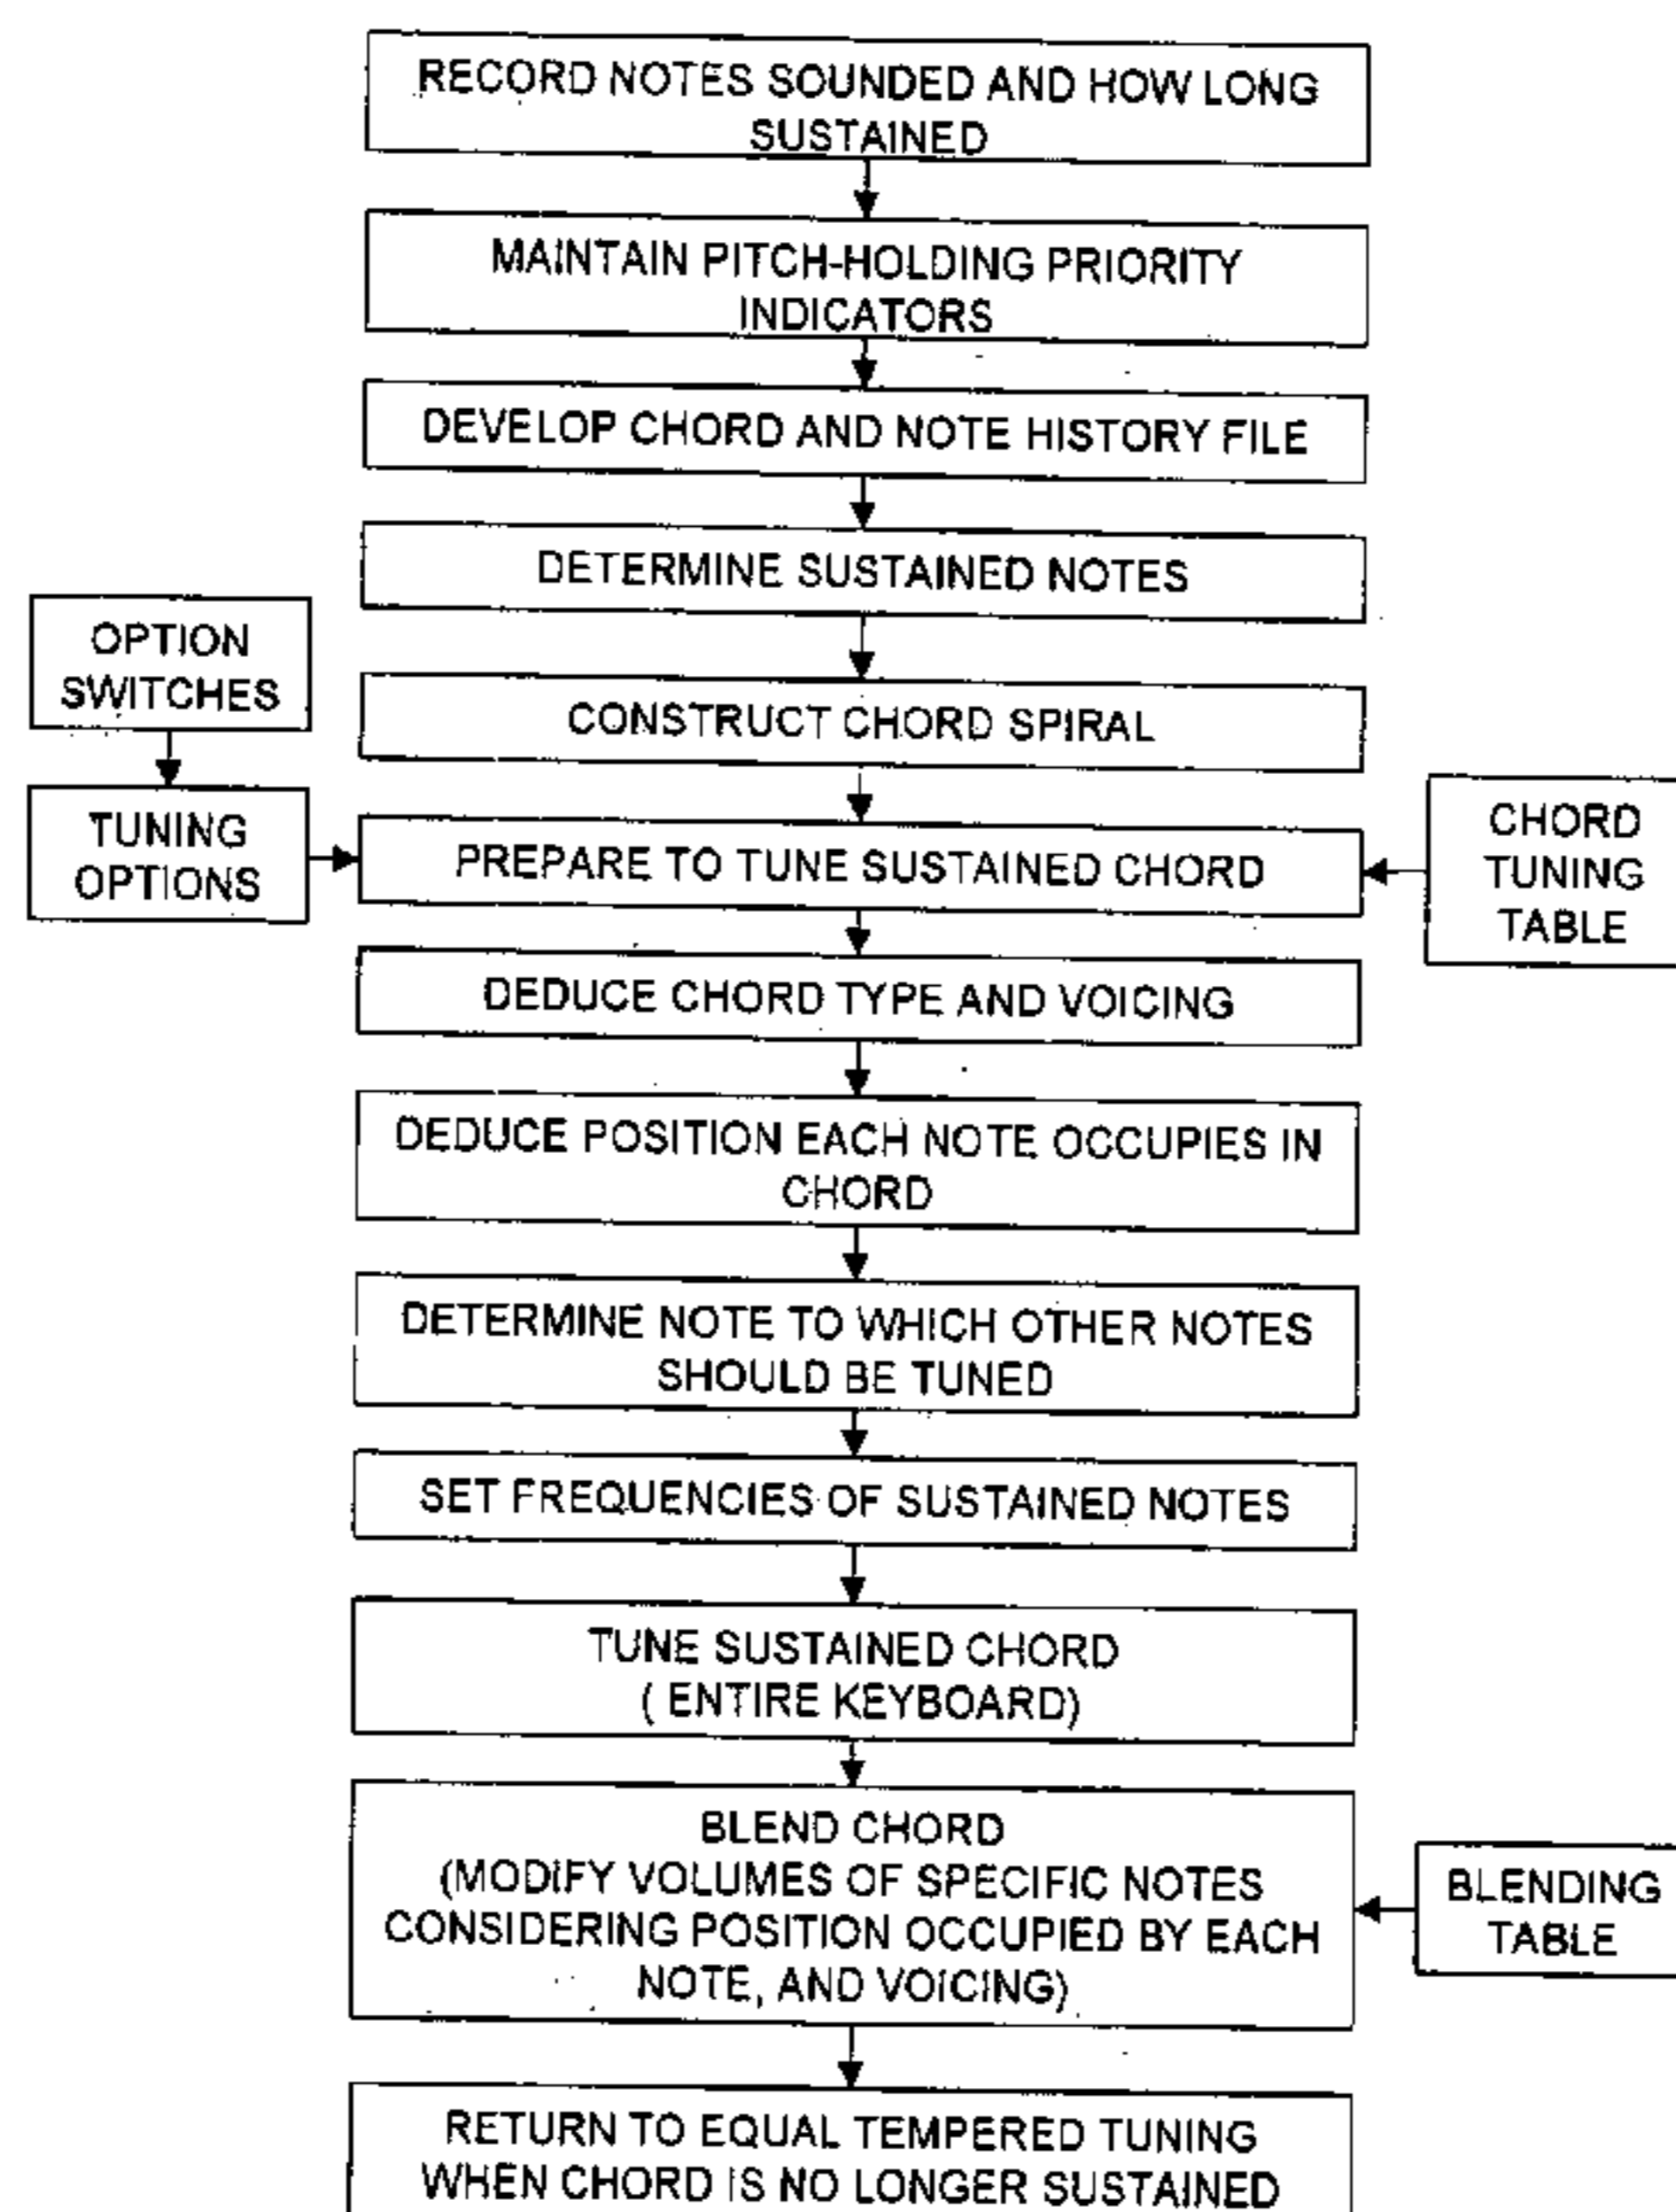 RECORD NOTES SOUNDED AND HOW LONG
SUSTAINED
MAINTAIN PITCH-HOLDING PRIORITY
INDICATORS
DEVELOP CHORD AND NOTE HISTORY FILE
DETERMINE SUSTAINED NOTES
OPTION
SWITCHES
CONSTRUCT CHORD SPIRAL
TUNING
OPTIONS
PREPARE TO TUNE SUSTAINED CHORD
CHORD
TUNING
TABLE
DEDUCE CHORD TYPE AND VOICING
DEDUCE POSITION EACH NOTE OCCUPIES IN
CHORD
DETERMINE NOTE TO WHICH OTHER NOTES
SHOULD BE TUNED
SET FREQUENCIES OF SUSTAINED NOTES
TUNE SUSTAINED CHORD
( ENTIRE KEYBOARD)
BLEND CHORD
(MODIFY VOLUMES OF SPECIFIC NOTES
CONSIDERING POSITION OCCUPIED BY EACH
NOTE, AND VOICING)
BLENDING
TABLE
RETURN TO EQUAL TEMPERED TUNING
WHEN CHORD IS NO LONGER SUSTAINED